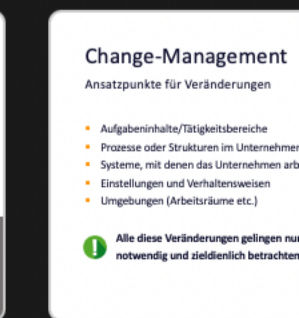 Change-Management
Ansatzpunkte für Veränderungen
Aufgabeninhalte/Tätigkeitsbereiche
Prozesse oder Strukturen im Unternehmen
Systeme, mit denen das Unternehmen arb
Einstellungen und Verhaltensweisen
Umgebungen (Arbeitsräume etc.)
Alle diese Veränderungen gelingen nur
notwendig und zieldienlich betrachten